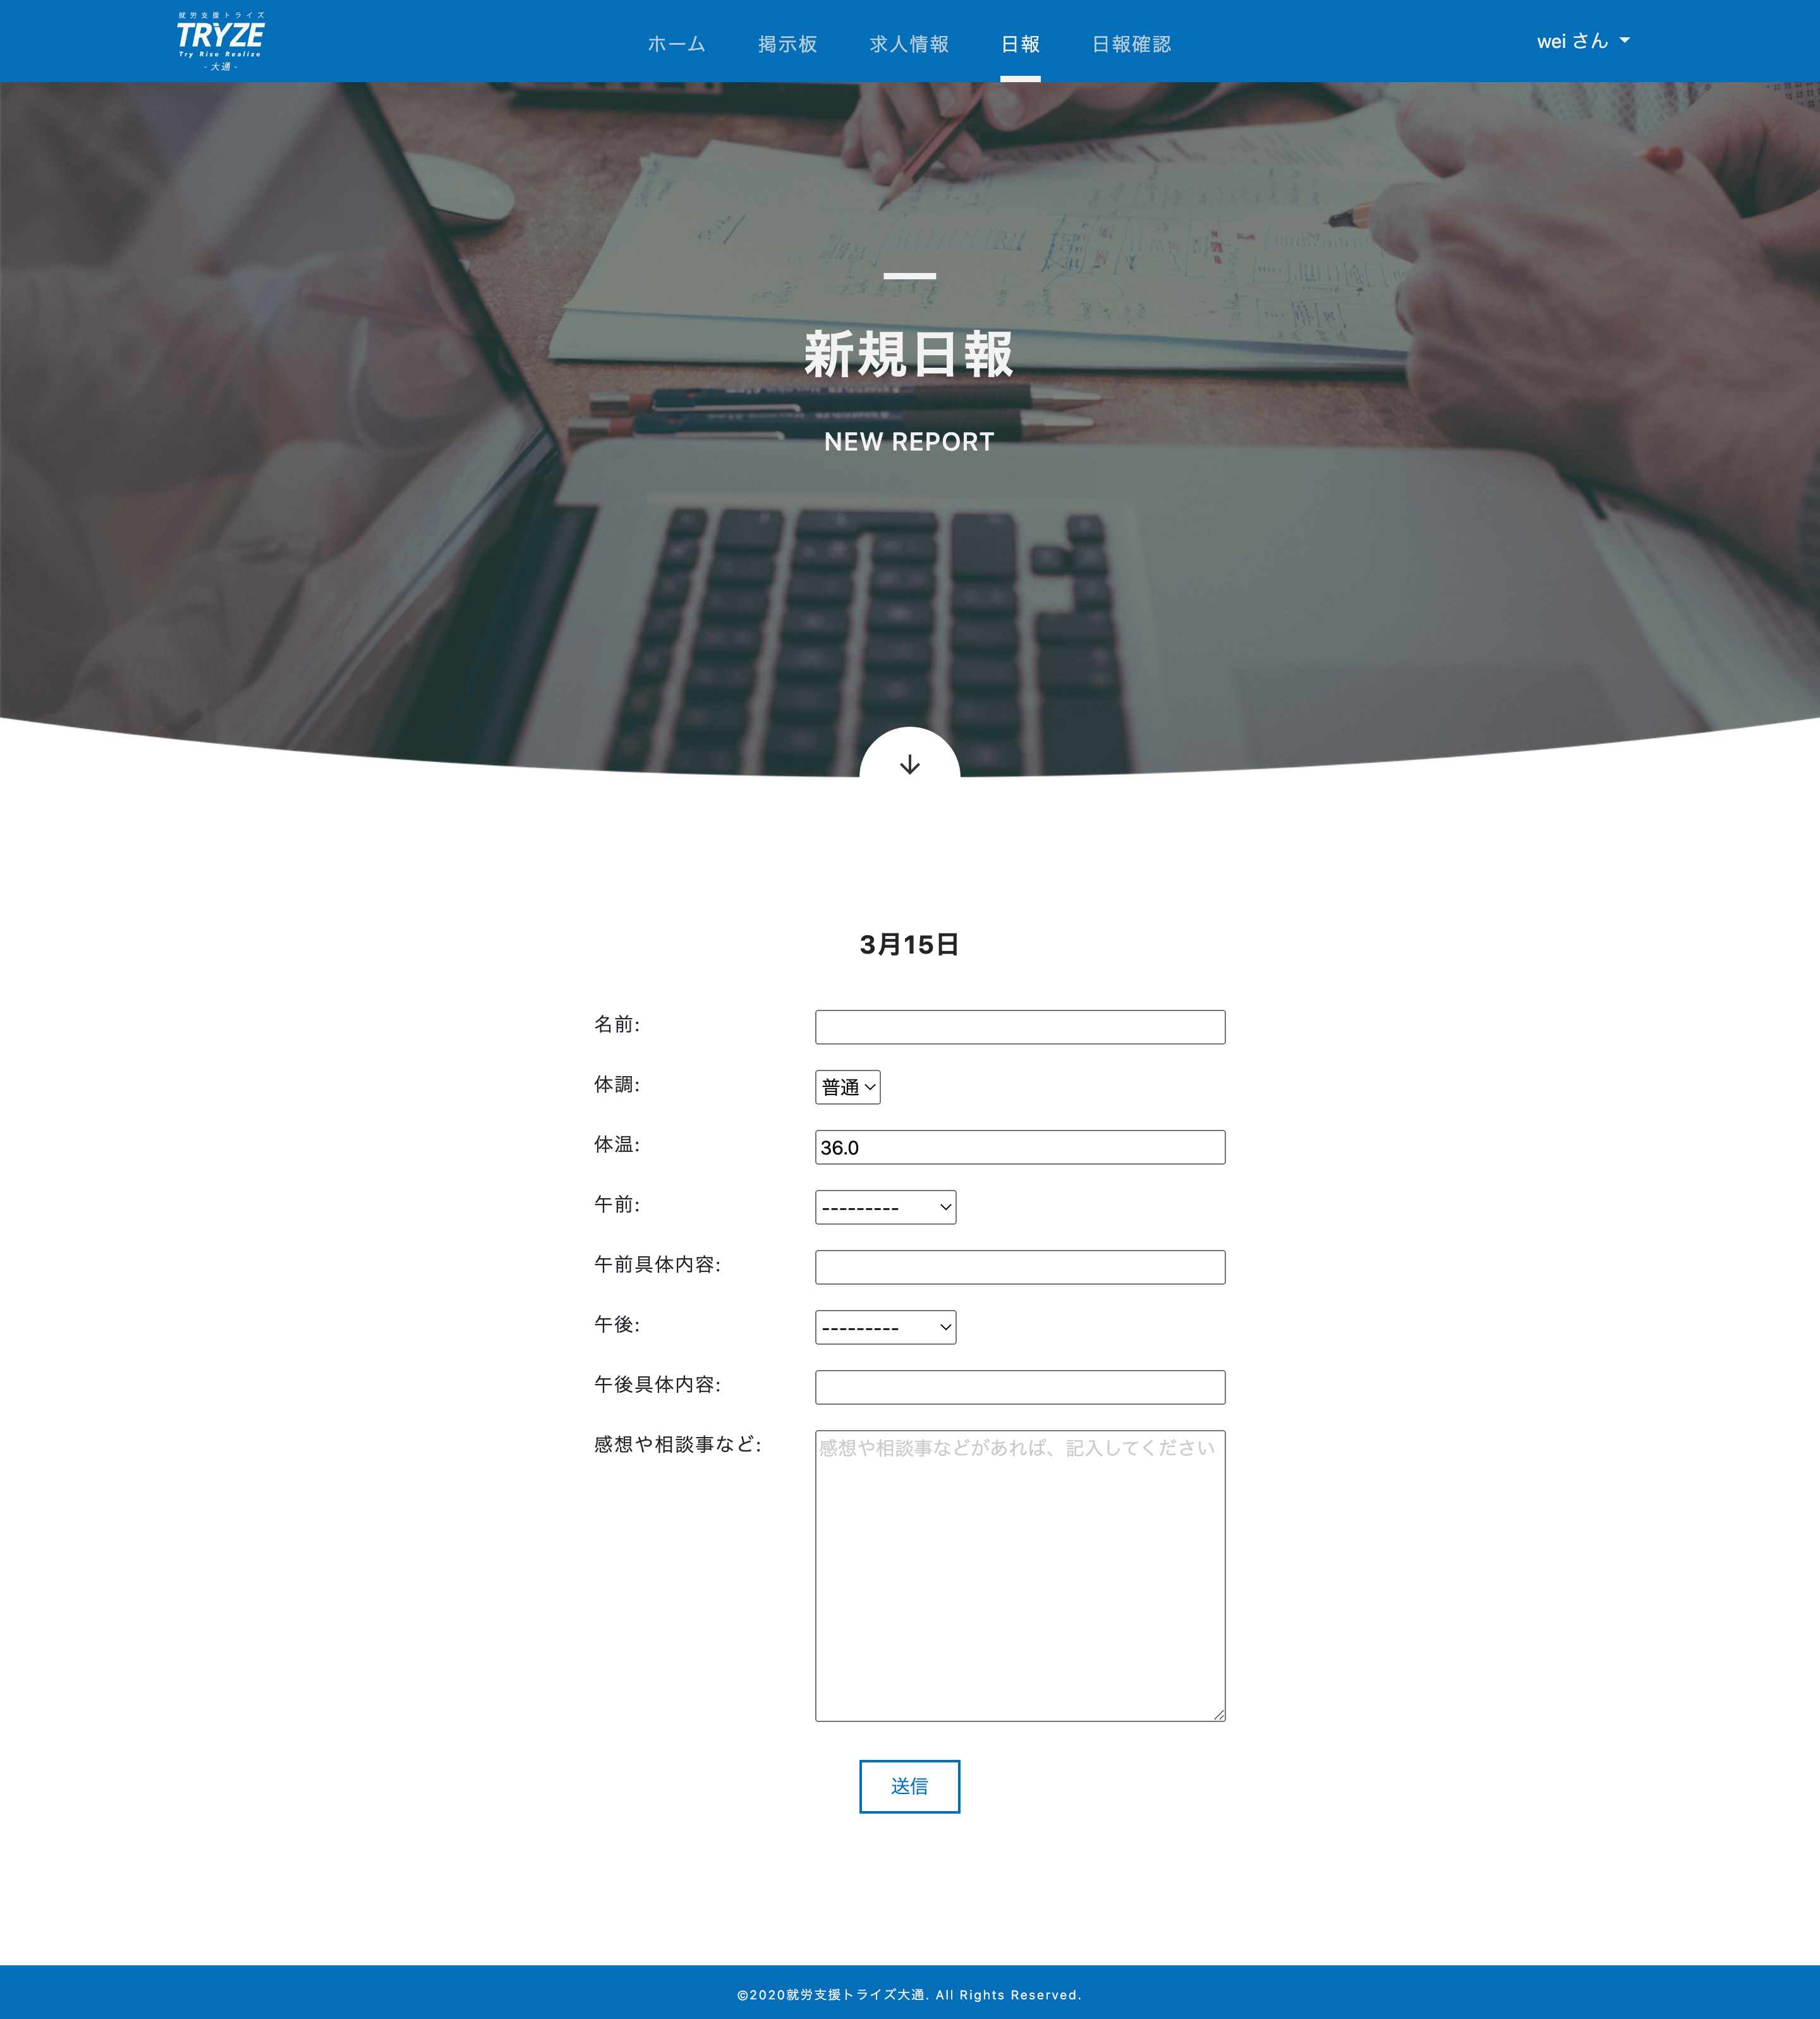 就労支援トライズ
TRYZE
Try Rise Realize
- 大通 -
ホーム 掲示板 求人情報 日報 日報確認
wei さん
新規日報
NEW REPORT
3月15日
名前:
体調: 普通
体温: 36.0
午前: ---------
午前具体内容:
午後: ---------
午後具体内容:
感想や相談事など: 感想や相談事などがあれば、記入してください
送信
©2020就労支援トライズ大通. All Rights Reserved.